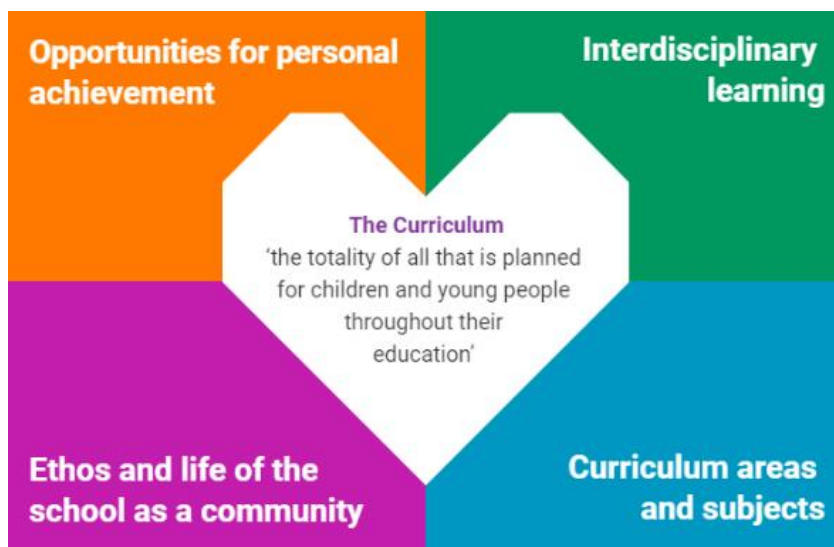 Opportunities for personal
achievement
Interdisciplinary
learning
The Curriculum
‘the totality of all that is planned
for children and young people
throughout their
education’
Ethos and life of the
school as a community
Curriculum areas
and subjects